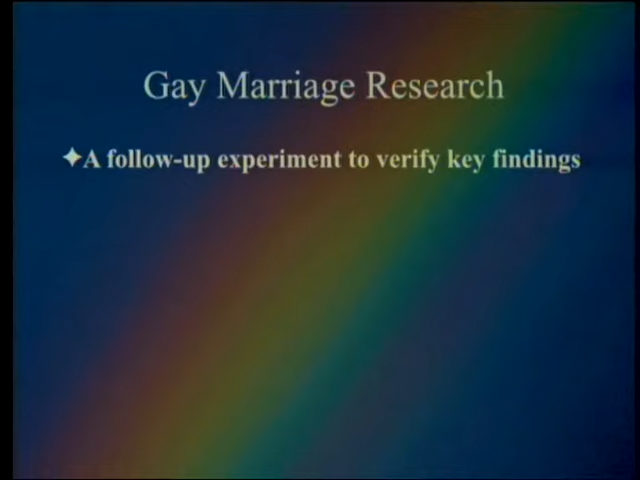 Gay Marriage Research
✦A follow-up experiment to verify key findings